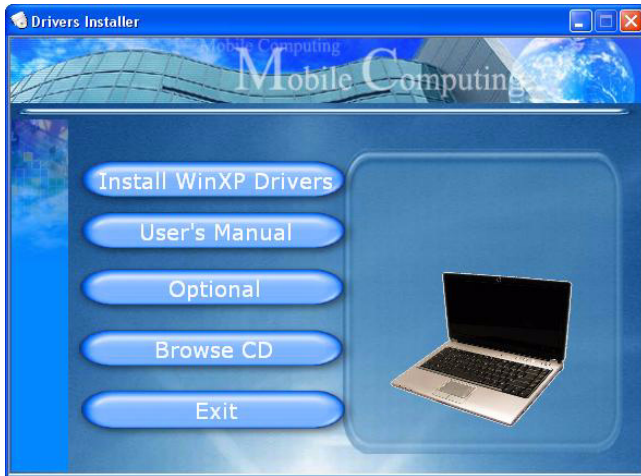 Drivers Installer
Mobile Computing
Mobile Computing
Install WinXP Drivers
User's Manual
Optional
Browse CD
Exit